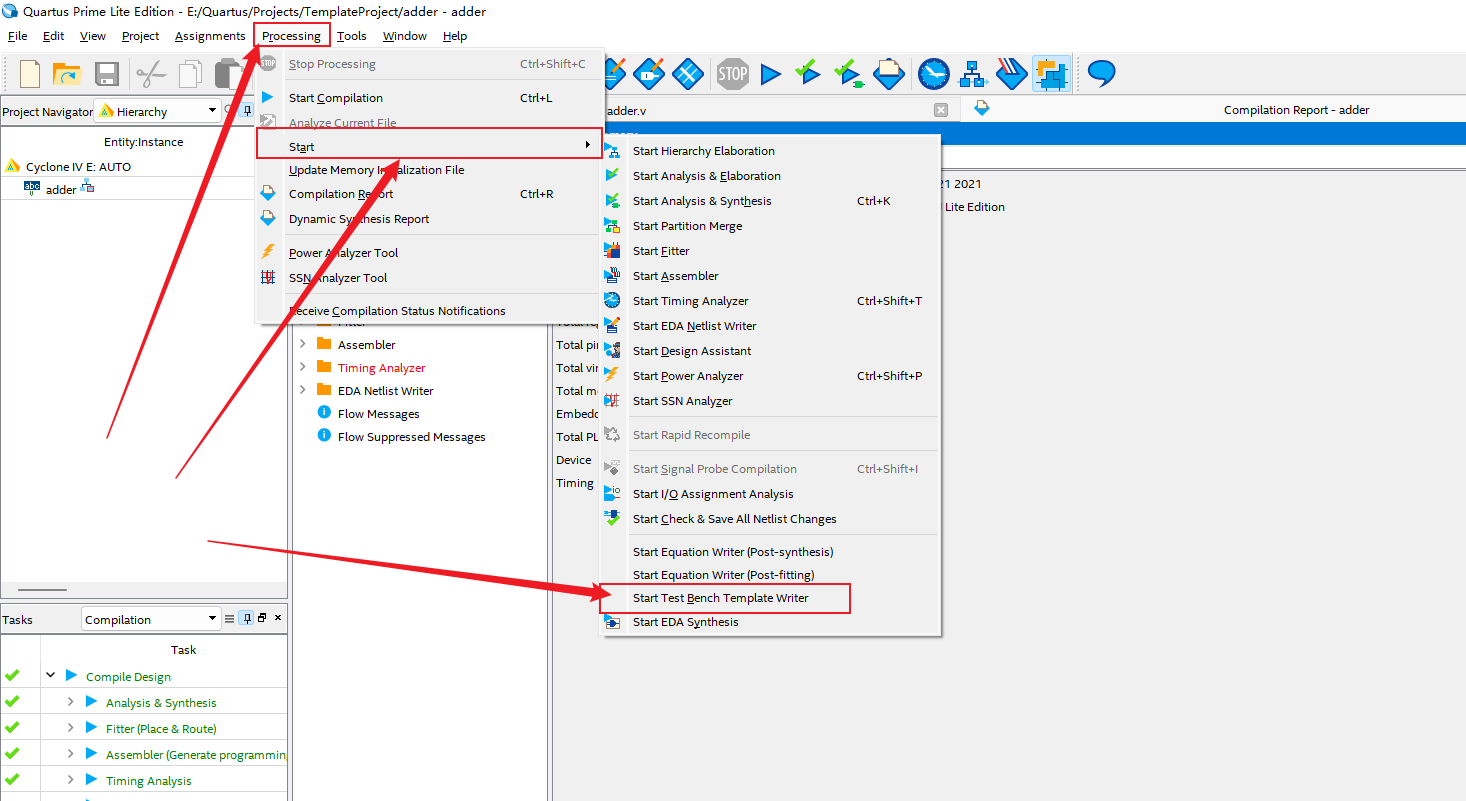 Quartus Prime Lite Edition - E:/Quartus/Projects/TemplateProject/adder - adder
File Edit View Project Assignments Processing Tools Window Help
STOP Stop Processing Ctrl+Shift+C
Start Compilation Ctrl+L
Analyze Current File
Start
Update Memory Initialization File
Compilation Report Ctrl+R
Dynamic Synthesis Report
Power Analyzer Tool
SSN Analyzer Tool
Receive Compilation Status Notifications
STOP
Project Navigator Hierarchy
Entity:Instance
Cyclone IV E: AUTO
abc adder
adder.v
Compilation Report - adder
Start Hierarchy Elaboration
Start Analysis & Elaboration
Start Analysis & Synthesis Ctrl+K
Start Partition Merge
Start Fitter
Start Assembler
Start Timing Analyzer Ctrl+Shift+T
Start EDA Netlist Writer
Start Design Assistant
Start Power Analyzer Ctrl+Shift+P
Start SSN Analyzer
Start Rapid Recompile
Start Signal Probe Compilation Ctrl+Shift+I
Start I/O Assignment Analysis
Start Check & Save All Netlist Changes
Start Equation Writer (Post-synthesis)
Start Equation Writer (Post-fitting)
Start Test Bench Template Writer
Start EDA Synthesis
21 2021
Lite Edition
Fitter
Assembler
Timing Analyzer
EDA Netlist Writer
Flow Messages
Flow Suppressed Messages
Total
Total pi
Total vir
Total m
Embedd
Total PL
Device
Timing
Tasks Compilation
Task
Compile Design
Analysis & Synthesis
Fitter (Place & Route)
Assembler (Generate programmin
Timing Analysis